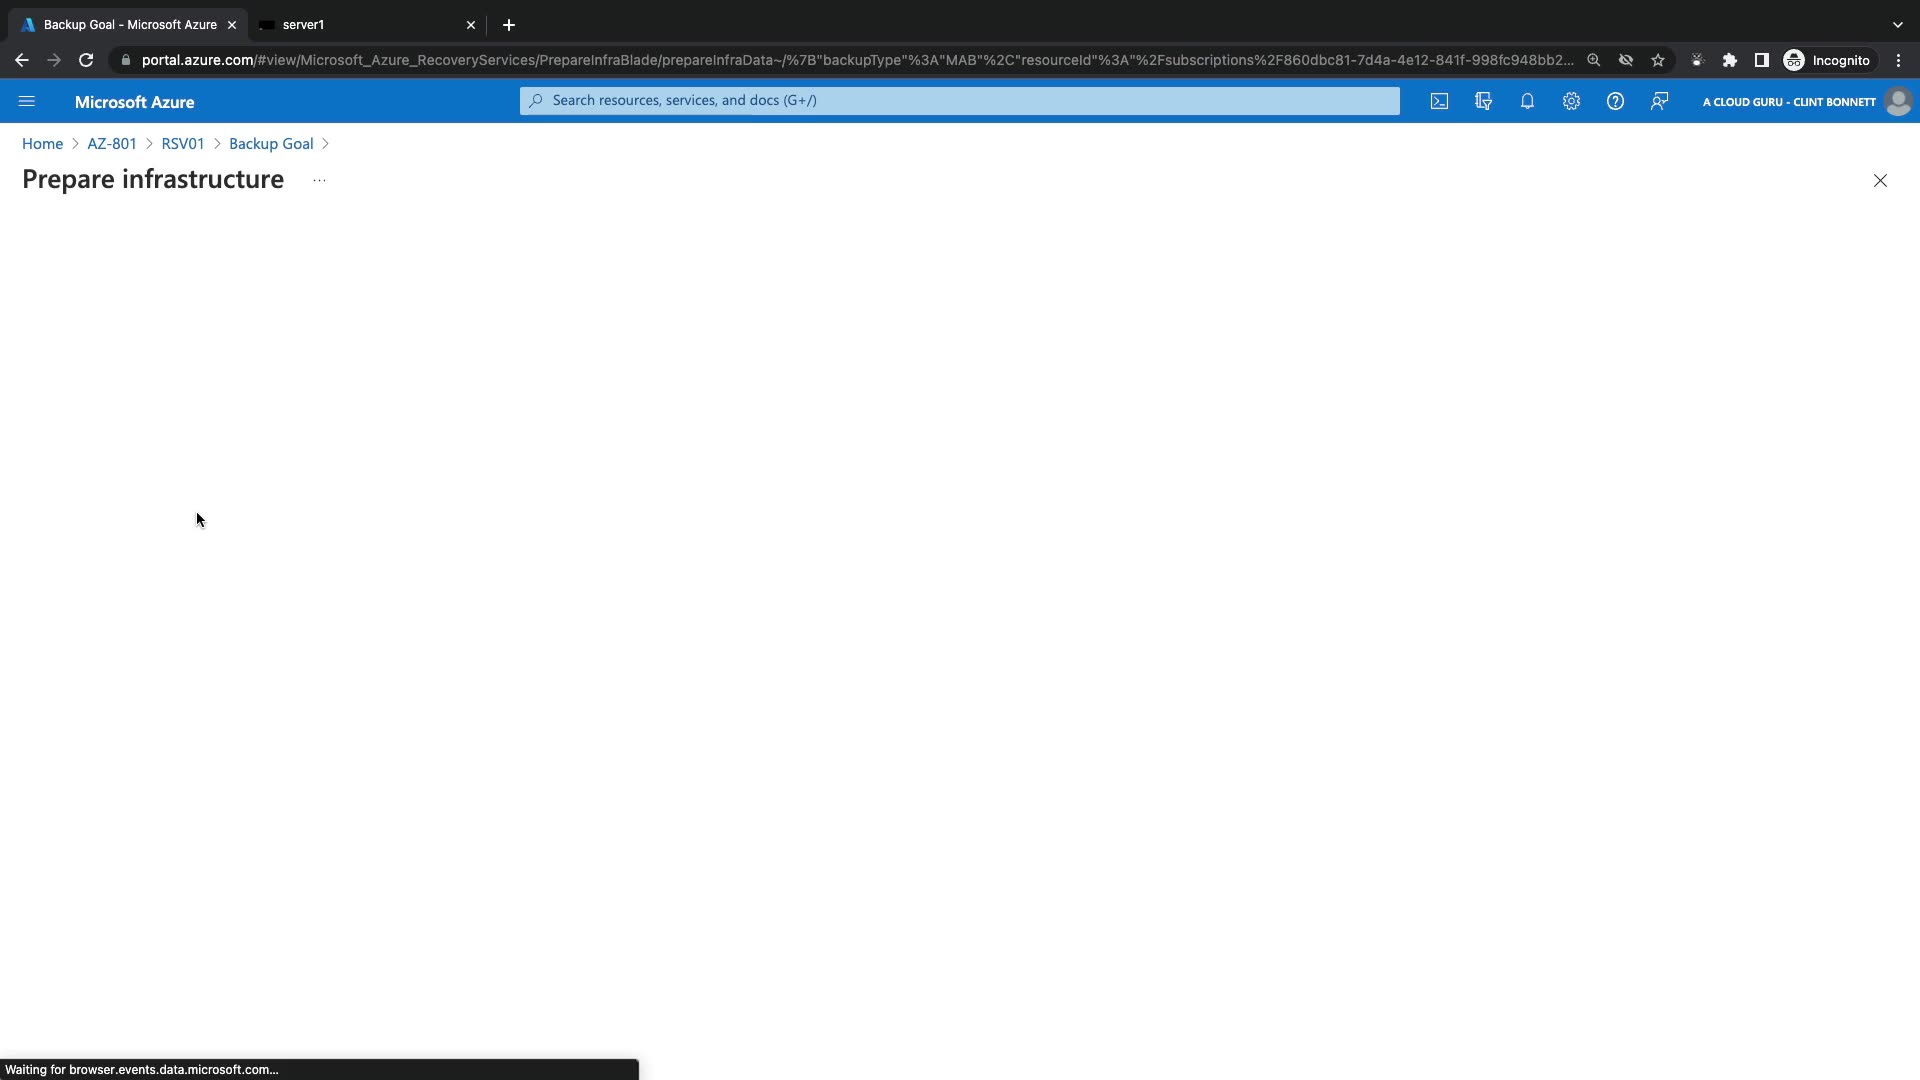 Backup Goal - Microsoft Azure
server1
portal.azure.com/#view/Microsoft_Azure_RecoveryServices/PrepareInfraBlade/prepareInfraData~/%7B"backupType"%3A"MAB"%2C"resourceId"%3A"%2Fsubscriptions%2F860dbc81-7d4a-4e12-841f-998fc948bb2...
Incognito
Microsoft Azure
Search resources, services, and docs (G+/)
A CLOUD GURU - CLINT BONNETT
Home > AZ-801 > RSV01 > Backup Goal >
Prepare infrastructure ...
Waiting for browser.events.data.microsoft.com...